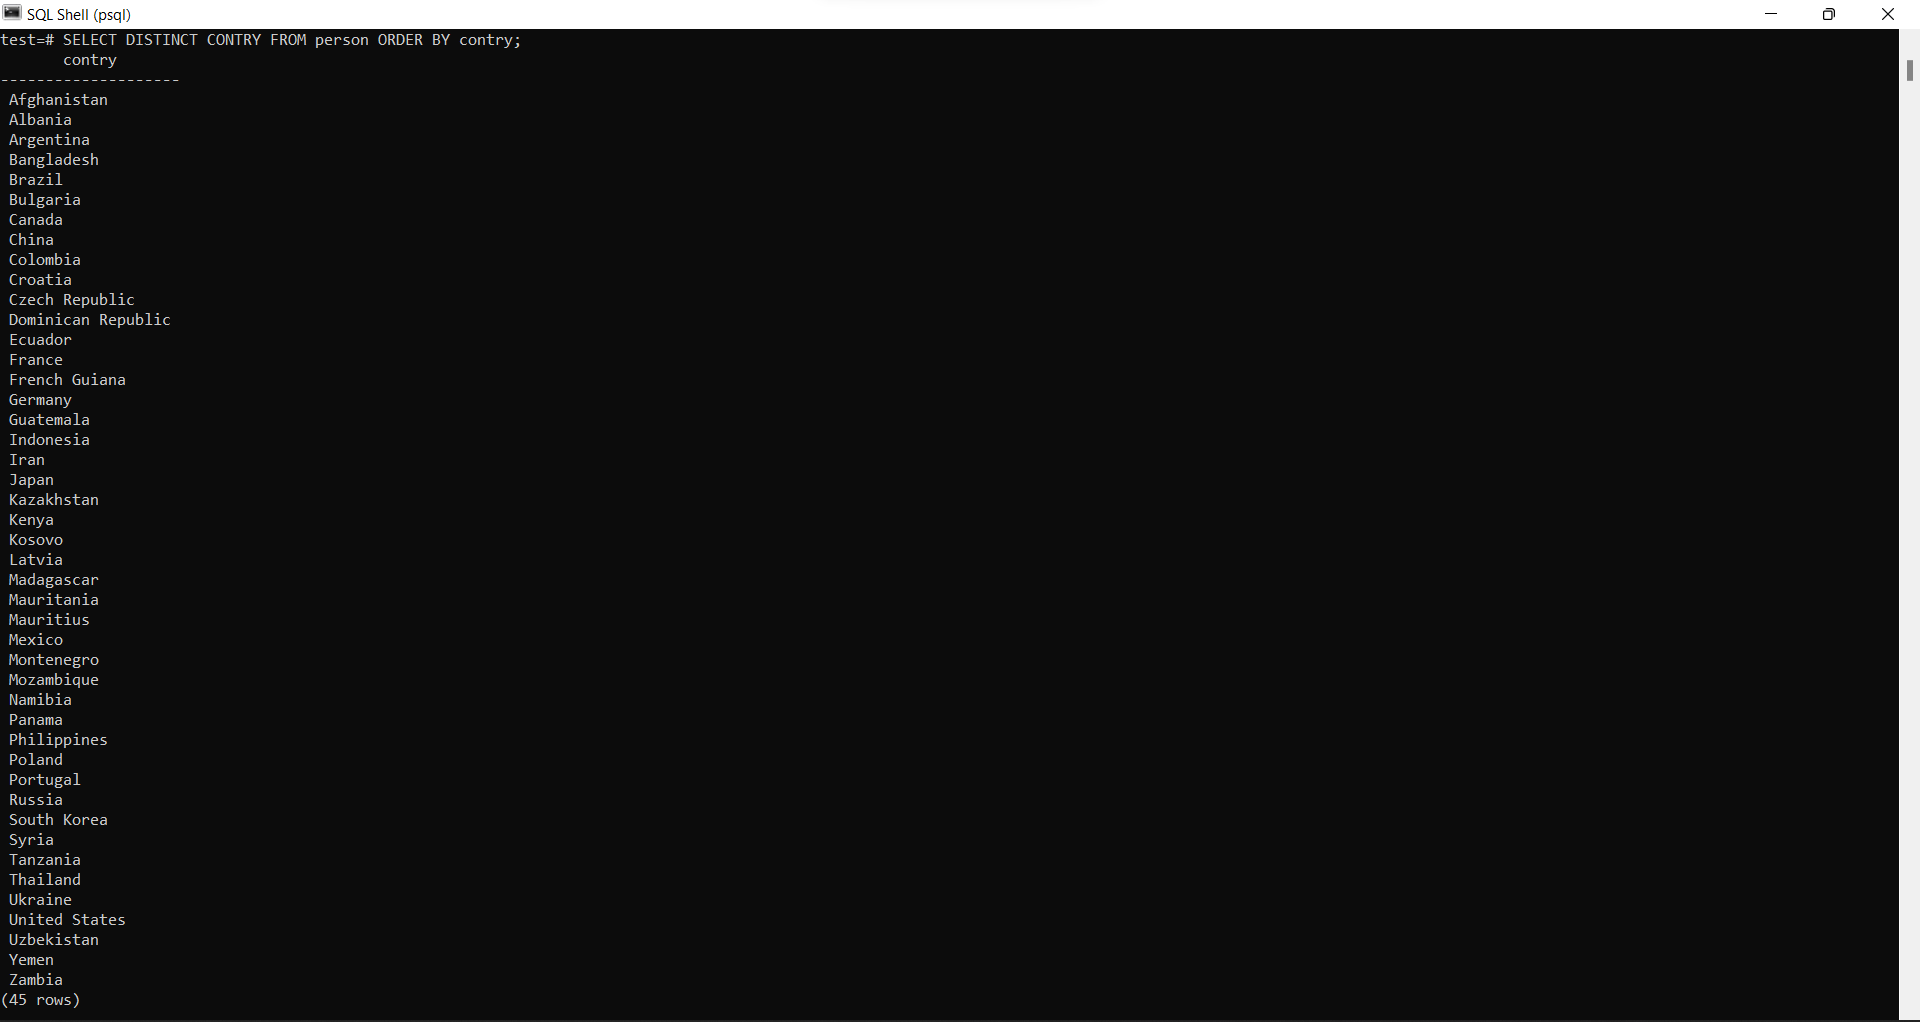 SQL Shell (psql)
test=# SELECT DISTINCT CONTRY FROM person ORDER BY contry;
contry
--------------------
Afghanistan
Albania
Argentina
Bangladesh
Brazil
Bulgaria
Canada
China
Colombia
Croatia
Czech Republic
Dominican Republic
Ecuador
France
French Guiana
Germany
Guatemala
Indonesia
Iran
Japan
Kazakhstan
Kenya
Kosovo
Latvia
Madagascar
Mauritania
Mauritius
Mexico
Montenegro
Mozambique
Namibia
Panama
Philippines
Poland
Portugal
Russia
South Korea
Syria
Tanzania
Thailand
Ukraine
United States
Uzbekistan
Yemen
Zambia
(45 rows)